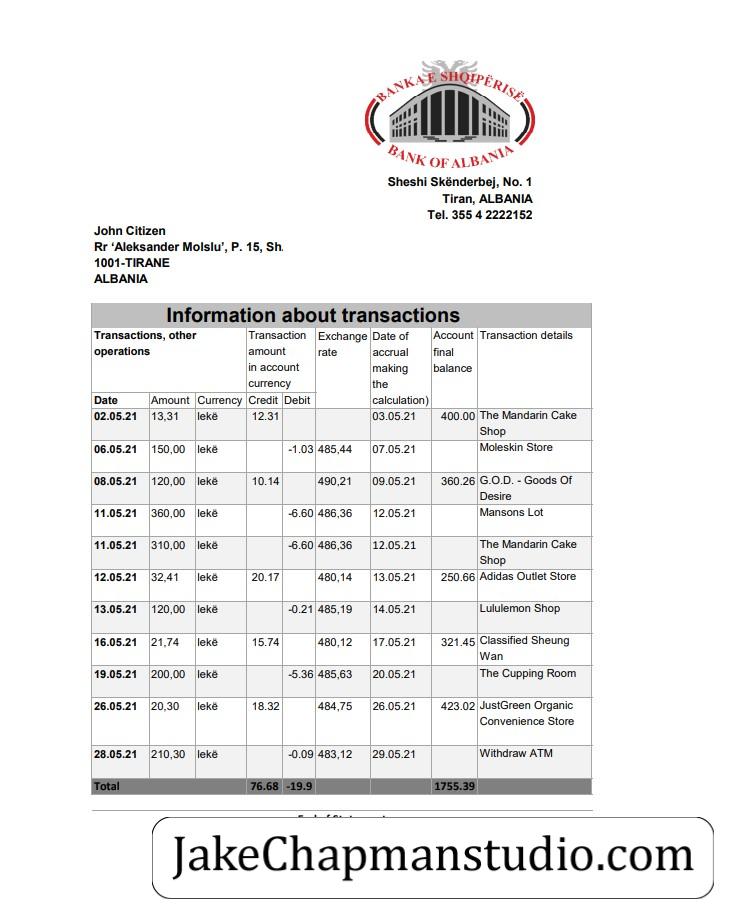 BANKA E SHQIPËRISË
BANK OF ALBANIA
Sheshi Skënderbej, No. 1
Tiran, ALBANIA
Tel. 355 4 2222152
John Citizen
Rr ‘Aleksander Molslu’, P. 15, Sh.
1001-TIRANE
ALBANIA
Information about transactions
Transactions, other operations Transaction amount in account currency Exchange rate Date of accrual making the calculation) Account final balance Transaction details
Date Amount Currency Credit Debit
02.05.21 13,31 lekë 12.31 03.05.21 400.00 The Mandarin Cake Shop
06.05.21 150,00 lekë -1.03 485,44 07.05.21 Moleskin Store
08.05.21 120,00 lekë 10.14 490,21 09.05.21 360.26 G.O.D. - Goods Of Desire
11.05.21 360,00 lekë -6.60 486,36 12.05.21 Mansons Lot
11.05.21 310,00 lekë -6.60 486,36 12.05.21 The Mandarin Cake Shop
12.05.21 32,41 lekë 20.17 480,14 13.05.21 250.66 Adidas Outlet Store
13.05.21 120,00 lekë -0.21 485,19 14.05.21 Lululemon Shop
16.05.21 21,74 lekë 15.74 480,12 17.05.21 321.45 Classified Sheung Wan
19.05.21 200,00 lekë -5.36 485,63 20.05.21 The Cupping Room
26.05.21 20,30 lekë 18.32 484,75 26.05.21 423.02 JustGreen Organic Convenience Store
28.05.21 210,30 lekë -0.09 483,12 29.05.21 Withdraw ATM
Total 76.68 -19.9 1755.39
JakeChapmanstudio.com